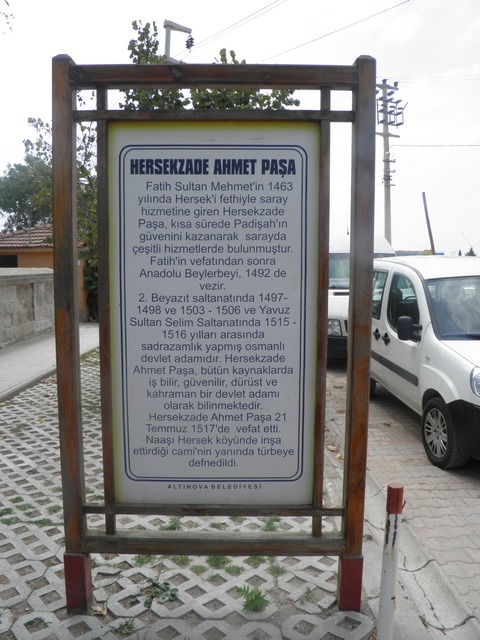 HERSEKZADE AHMET PAŞA
Fatih Sultan Mehmet'in 1463
yılında Hersek'i fethiyle saray
hizmetine giren Hersekzade
Paşa, kısa sürede Padişah'ın
güvenini kazanarak sarayda
çeşitli hizmetlerde bulunmuştur.
Fatih'in vefatından sonra
Anadolu Beylerbeyi, 1492 de
vezir.
2. Beyazıt saltanatında 1497-
1498 ve 1503 - 1506 ve Yavuz
Sultan Selim Saltanatında 1515 -
1516 yılları arasında
sadrazamlık yapmış osmanlı
devlet adamıdır. Hersekzade
Ahmet Paşa, bütün kaynaklarda
iş bilir, güvenilir, dürüst ve
kahraman bir devlet adamı
olarak bilinmektedir.
Hersekzade Ahmet Paşa 21
Temmuz 1517'de vefat etti.
Naaşı Hersek köyünde inşa
ettirdiği cami'nin yanında türbeye
defnedildi.
ALTINOVA BELEDİYESİ